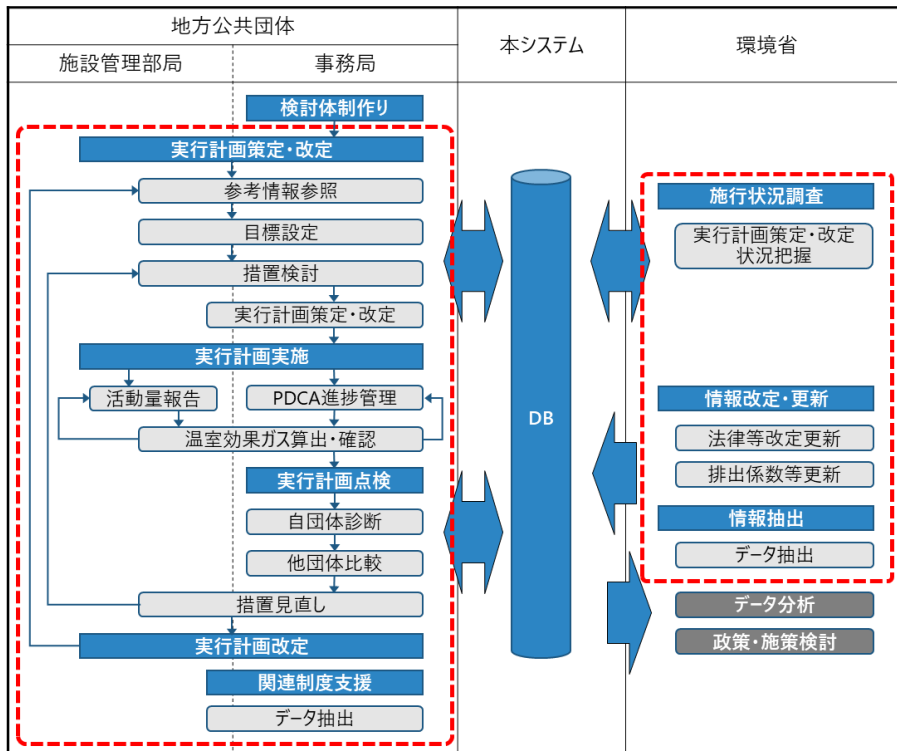 地方公共団体
施設管理部局
事務局
本システム
環境省
検討体制作り
実行計画策定・改定
参考情報参照
目標設定
措置検討
実行計画策定・改定
実行計画実施
活動量報告
PDCA進捗管理
温室効果ガス算出・確認
実行計画点検
自団体診断
他団体比較
措置見直し
実行計画改定
関連制度支援
データ抽出
DB
施行状況調査
実行計画策定・改定
状況把握
情報改定・更新
法律等改定更新
排出係数等更新
情報抽出
データ抽出
データ分析
政策・施策検討